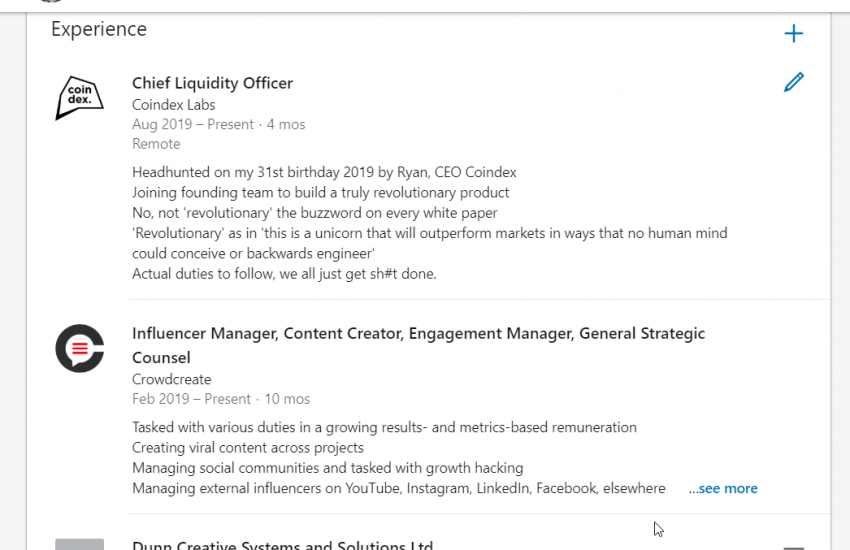 Experience
coin
dex.
Chief Liquidity Officer
Coindex Labs
Aug 2019 – Present · 4 mos
Remote
Headhunted on my 31st birthday 2019 by Ryan, CEO Coindex
Joining founding team to build a truly revolutionary product
No, not 'revolutionary' the buzzword on every white paper
'Revolutionary' as in 'this is a unicorn that will outperform markets in ways that no human mind
could conceive or backwards engineer'
Actual duties to follow, we all just get sh#t done.
Influencer Manager, Content Creator, Engagement Manager, General Strategic
Counsel
Crowdcreate
Feb 2019 – Present · 10 mos
Tasked with various duties in a growing results- and metrics-based remuneration
Creating viral content across projects
Managing social communities and tasked with growth hacking
Managing external influencers on YouTube, Instagram, LinkedIn, Facebook, elsewhere ...see more
Dunn Creative Systems and Solutions Ltd